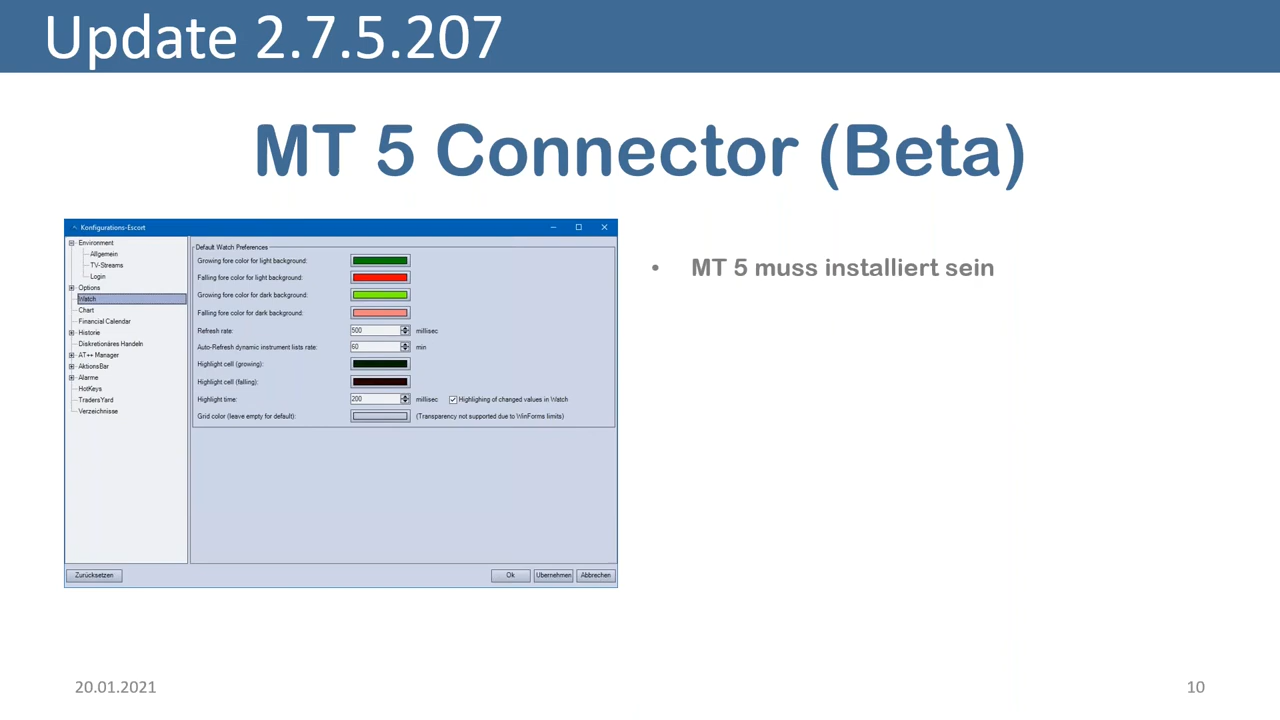 Update 2.7.5.207
MT 5 Connector (Beta)
Konfigurations-Escort
Environment
Allgemein
TV-Streams
Login
Options
Watch
Chart
Financial Calendar
Historie
Diskretionäres Handeln
AT++ Manager
AktionsBar
Alarme
HotKeys
TradersYard
Verzeichnisse
Default Watch Preferences
Growing fore color for light background:
Falling fore color for light background:
Growing fore color for dark background:
Falling fore color for dark background:
Refresh rate: 500 millisec
Auto-Refresh dynamic instrument lists rate: 60 min
Highlight cell (growing):
Highlight cell (falling):
Highlight time: 200 millisec Highlighing of changed values in Watch
Grid color (leave empty for default): (Transparency not supported due to WinForms limits)
Zurücksetzen Ok Übernehmen Abbrechen
• MT 5 muss installiert sein
20.01.2021 10